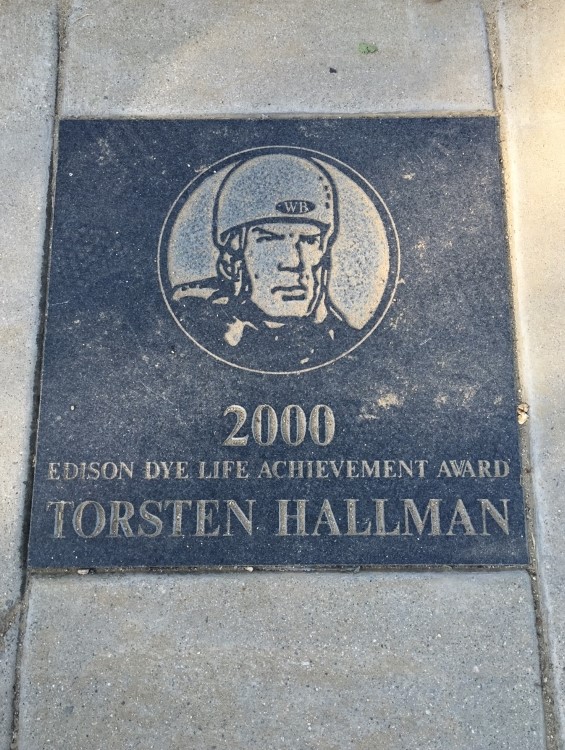 WB
2000
EDISON DYE LIFE ACHIEVEMENT AWARD
TORSTEN HALLMAN